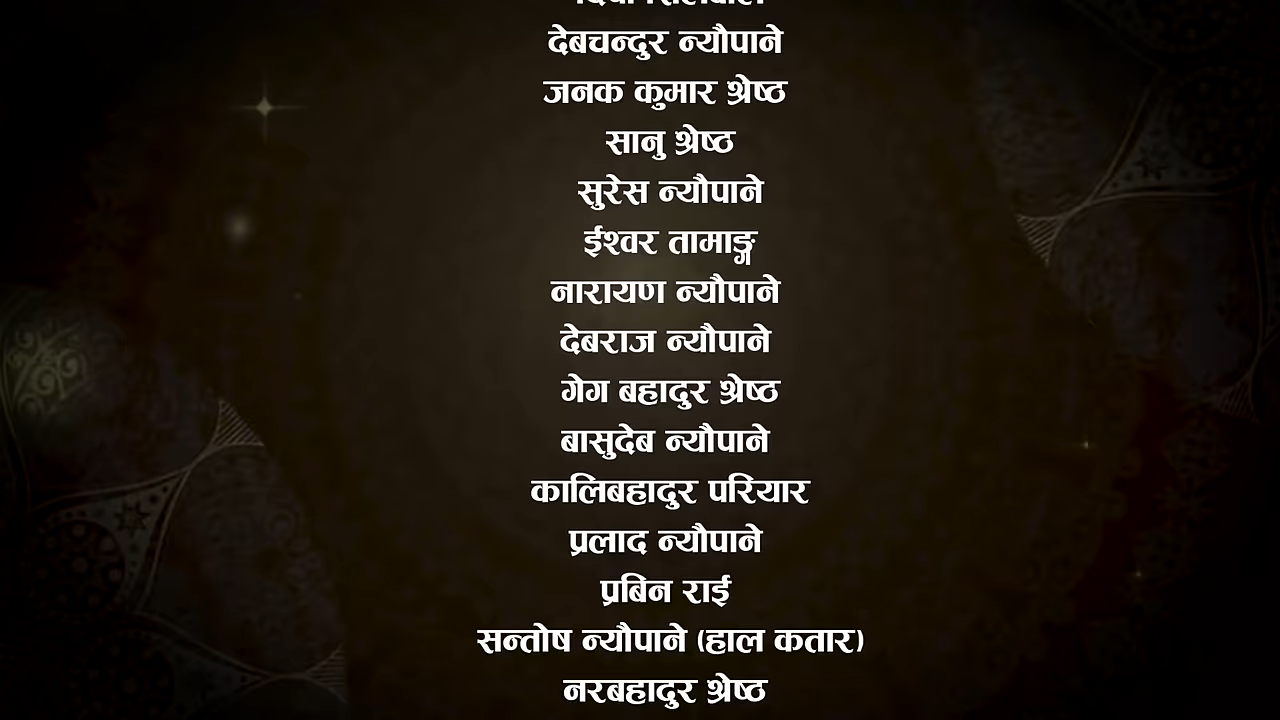 देबचन्दुर न्यौपाने
जनक कुमार श्रेष्ठ
सानु श्रेष्ठ
सुरेस न्यौपाने
ईश्वर तामाङ्ग
नारायण न्यौपाने
देबराज न्यौपाने
गेग बहादुर श्रेष्ठ
बासुदेब न्यौपाने
कालिबहादुर परियार
प्रलाद न्यौपाने
प्रबिन राई
सन्तोष न्यौपाने (हाल कतार)
नरबहादुर श्रेष्ठ